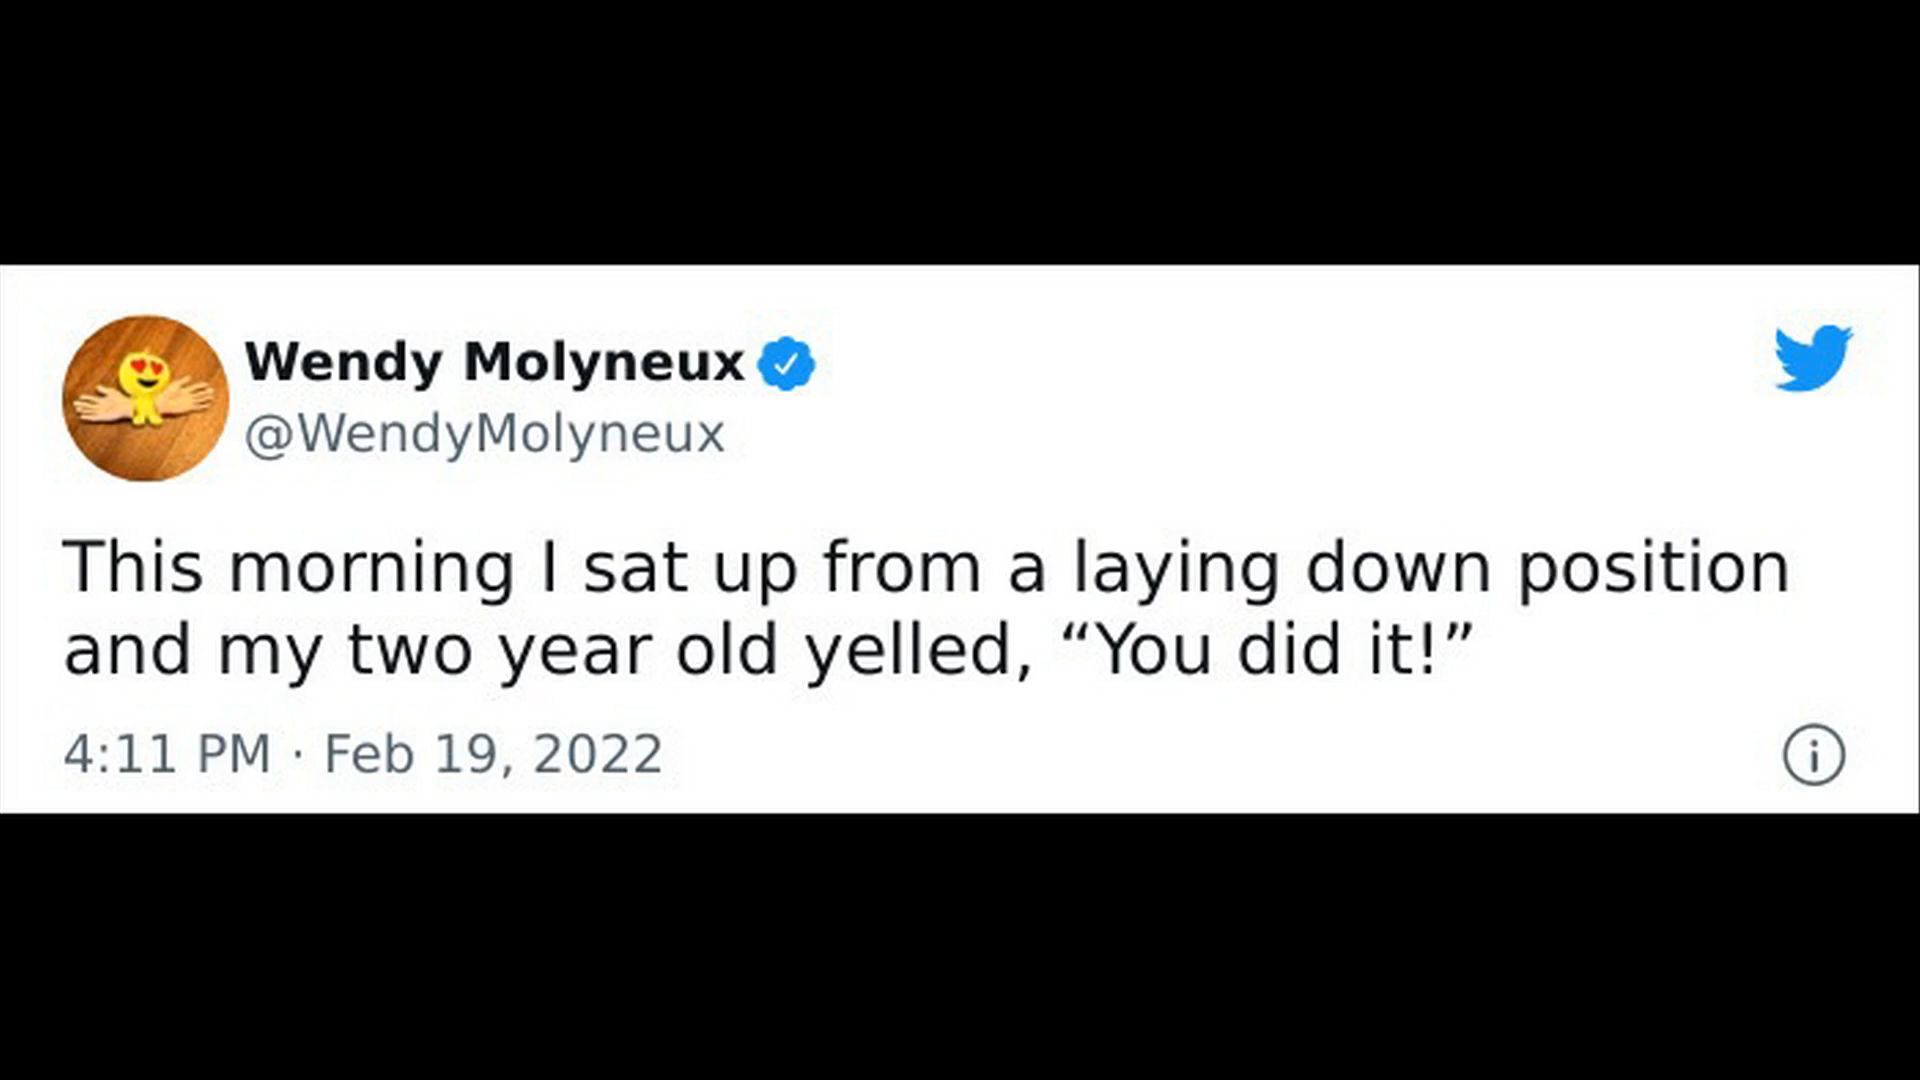 Wendy Molyneux
@WendyMolyneux
This morning I sat up from a laying down position
and my two year old yelled, “You did it!”
4:11 PM · Feb 19, 2022